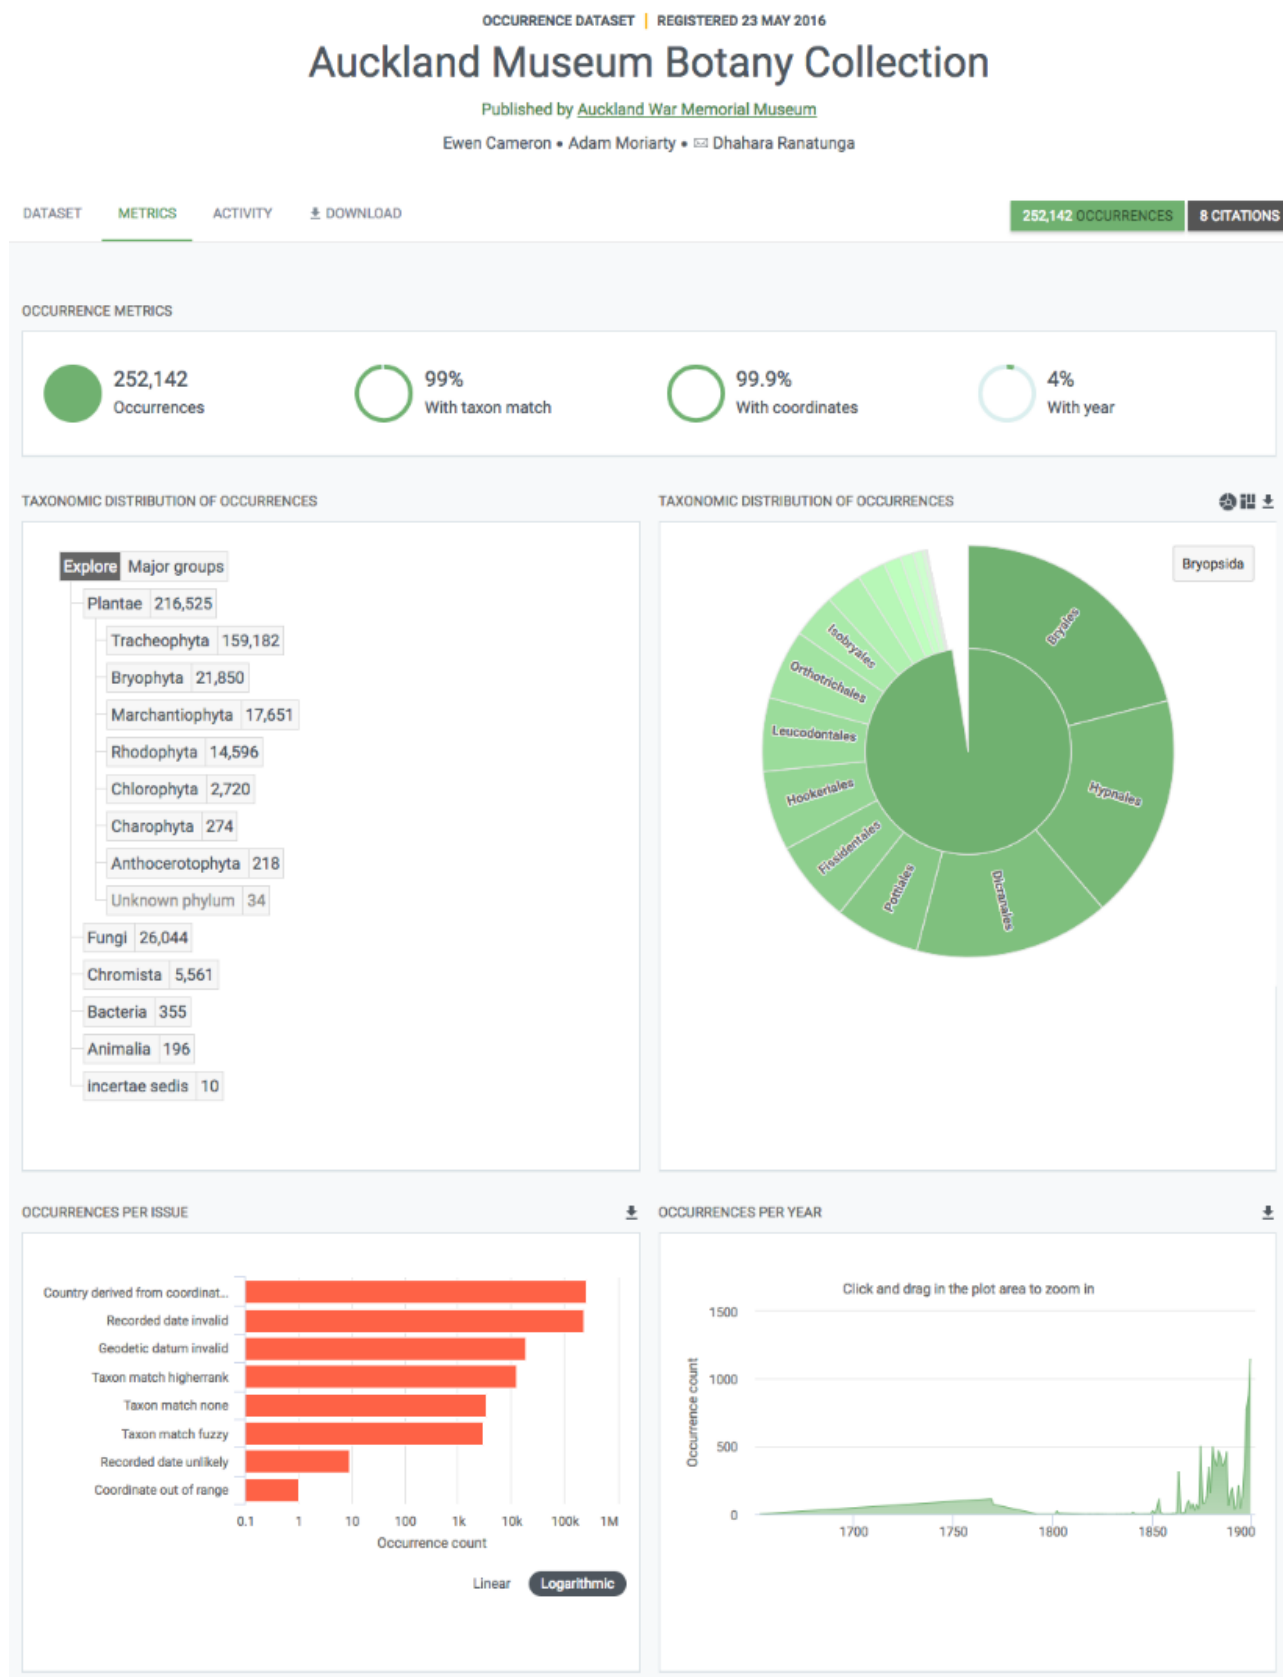 OCCURRENCE DATASET | REGISTERED 23 MAY 2016
Auckland Museum Botany Collection
Published by Auckland War Memorial Museum
Ewen Cameron • Adam Moriarty • Dhahara Ranatunga
DATASET METRICS ACTIVITY DOWNLOAD 252,142 OCCURRENCES 8 CITATIONS
OCCURRENCE METRICS
252,142
Occurrences
99%
With taxon match
99.9%
With coordinates
4%
With year
TAXONOMIC DISTRIBUTION OF OCCURRENCES
Explore Major groups
Plantae 216,525
Tracheophyta 159,182
Bryophyta 21,850
Marchantiophyta 17,651
Rhodophyta 14,596
Chlorophyta 2,720
Charophyta 274
Anthocerotophyta 218
Unknown phylum 34
Fungi 26,044
Chromista 5,561
Bacteria 355
Animalia 196
incertae sedis 10
TAXONOMIC DISTRIBUTION OF OCCURRENCES
Bryopsida
Bryales
Hypnales
Dicranales
Pottiales
Fissidentales
Hookeriales
Leucodontales
Orthotrichales
Isobryales
OCCURRENCES PER ISSUE
Country derived from coordinat...
Recorded date invalid
Geodetic datum invalid
Taxon match higherrank
Taxon match none
Taxon match fuzzy
Recorded date unlikely
Coordinate out of range
0.1 1 10 100 1k 10k 100k 1M
Occurrence count
Linear Logarithmic
OCCURRENCES PER YEAR
Click and drag in the plot area to zoom in
Occurrence count
1500
1000
500
0
1700 1750 1800 1850 1900